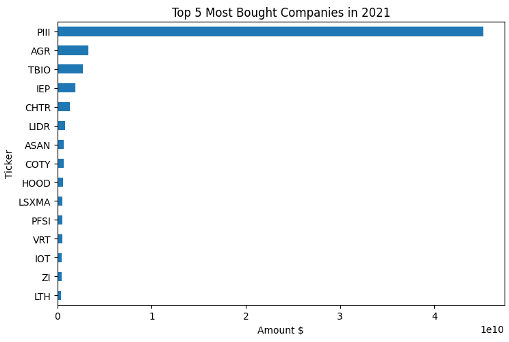 Top 5 Most Bought Companies in 2021
Ticker
PIII
AGR
TBIO
IEP
CHTR
LIDR
ASAN
COTY
HOOD
LSXMA
PFSI
VRT
IOT
ZI
LTH
0 1 2 3 4
1e10
Amount $